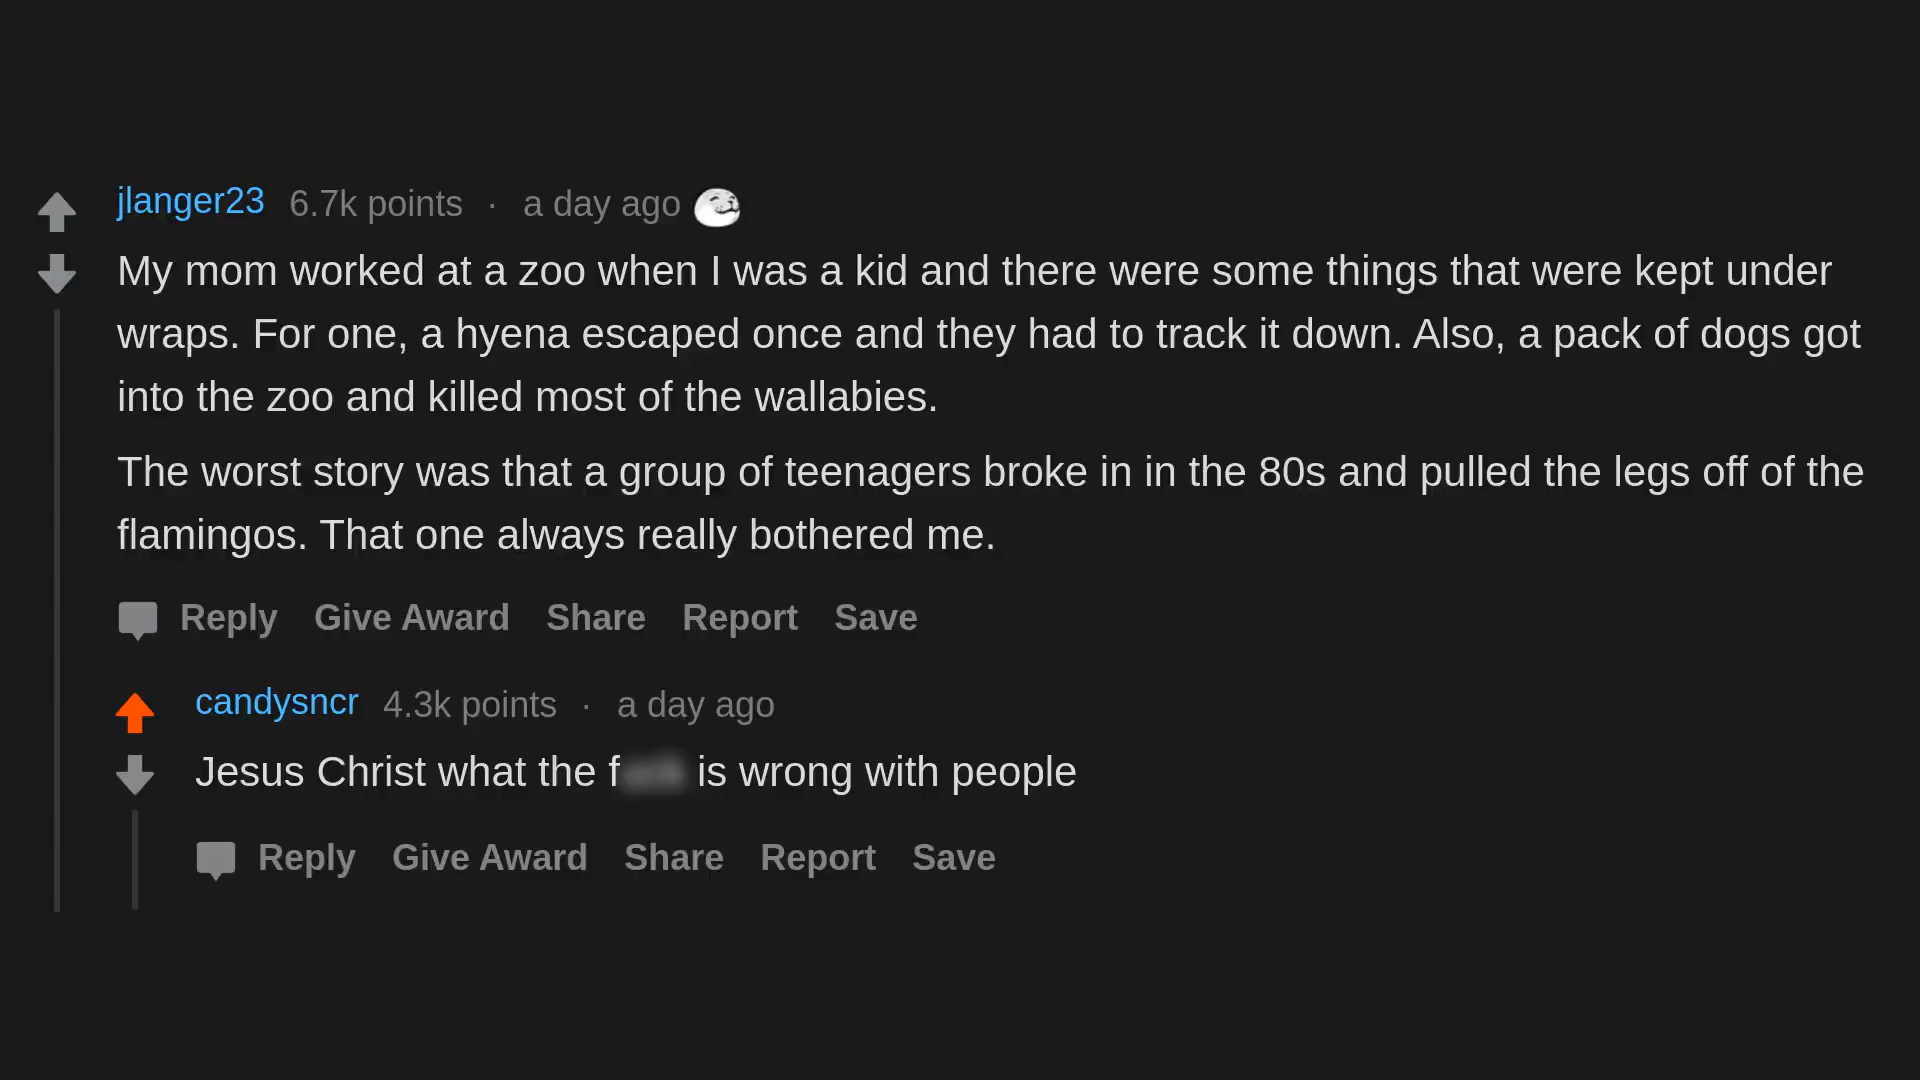 jlanger23 6.7k points · a day ago
My mom worked at a zoo when I was a kid and there were some things that were kept under
wraps. For one, a hyena escaped once and they had to track it down. Also, a pack of dogs got
into the zoo and killed most of the wallabies.
The worst story was that a group of teenagers broke in in the 80s and pulled the legs off of the
flamingos. That one always really bothered me.
Reply Give Award Share Report Save
candysncr 4.3k points · a day ago
Jesus Christ what the f is wrong with people
Reply Give Award Share Report Save